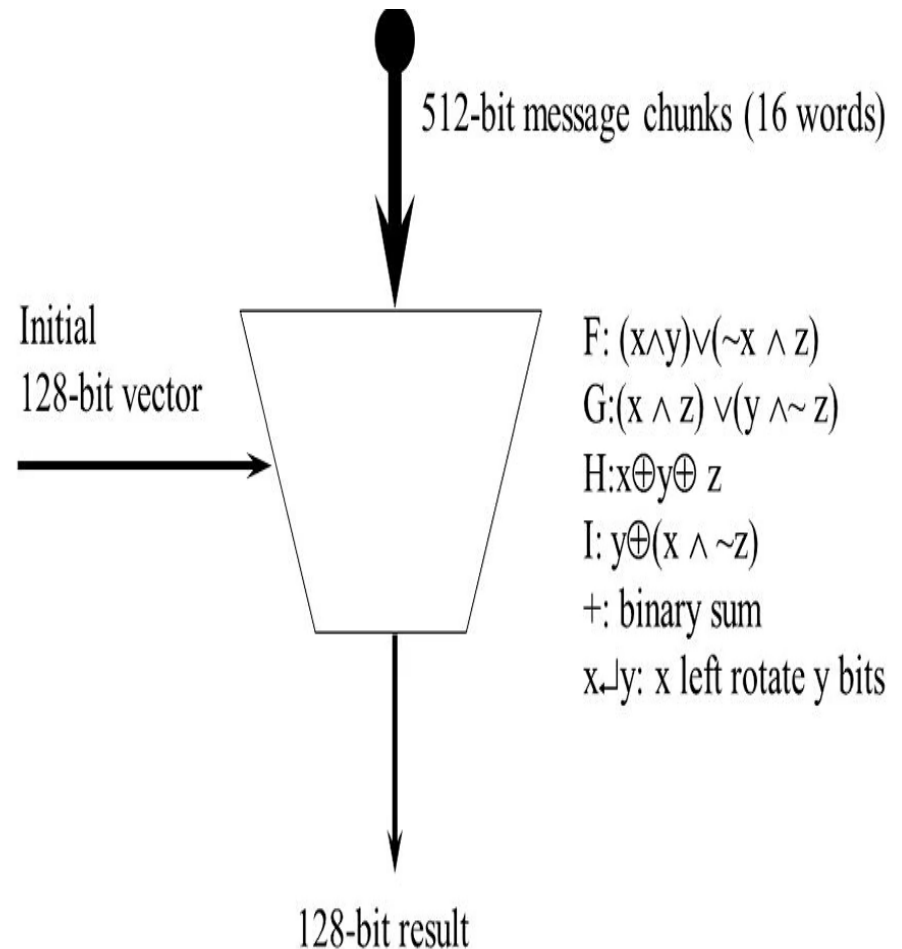 512-bit message chunks (16 words)
Initial
128-bit vector
F: (x∧y)∨(~x ∧ z)
G:(x ∧ z) ∨(y ∧~ z)
H:x⊕y⊕ z
I: y⊕(x ∧ ~z)
+: binary sum
x↵y: x left rotate y bits
128-bit result